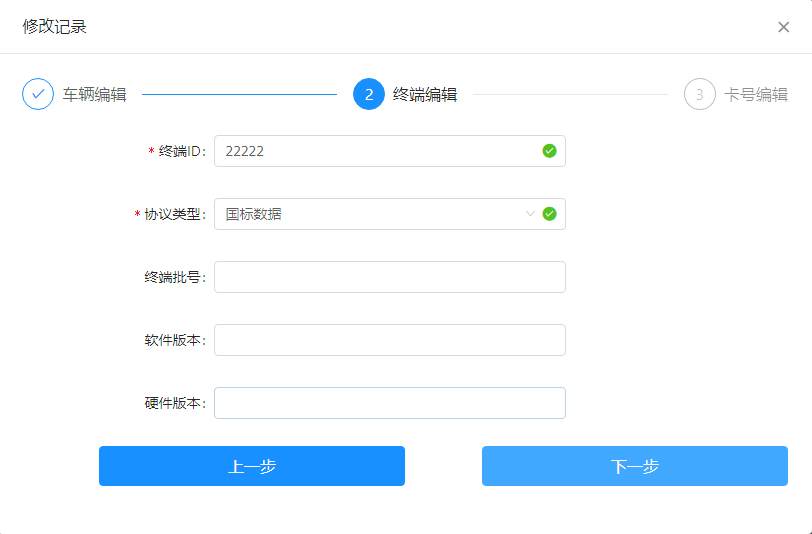 修改记录
车辆编辑
2 终端编辑
3 卡号编辑
* 终端ID: 22222
* 协议类型: 国标数据
终端批号:
软件版本:
硬件版本:
上一步 下一步